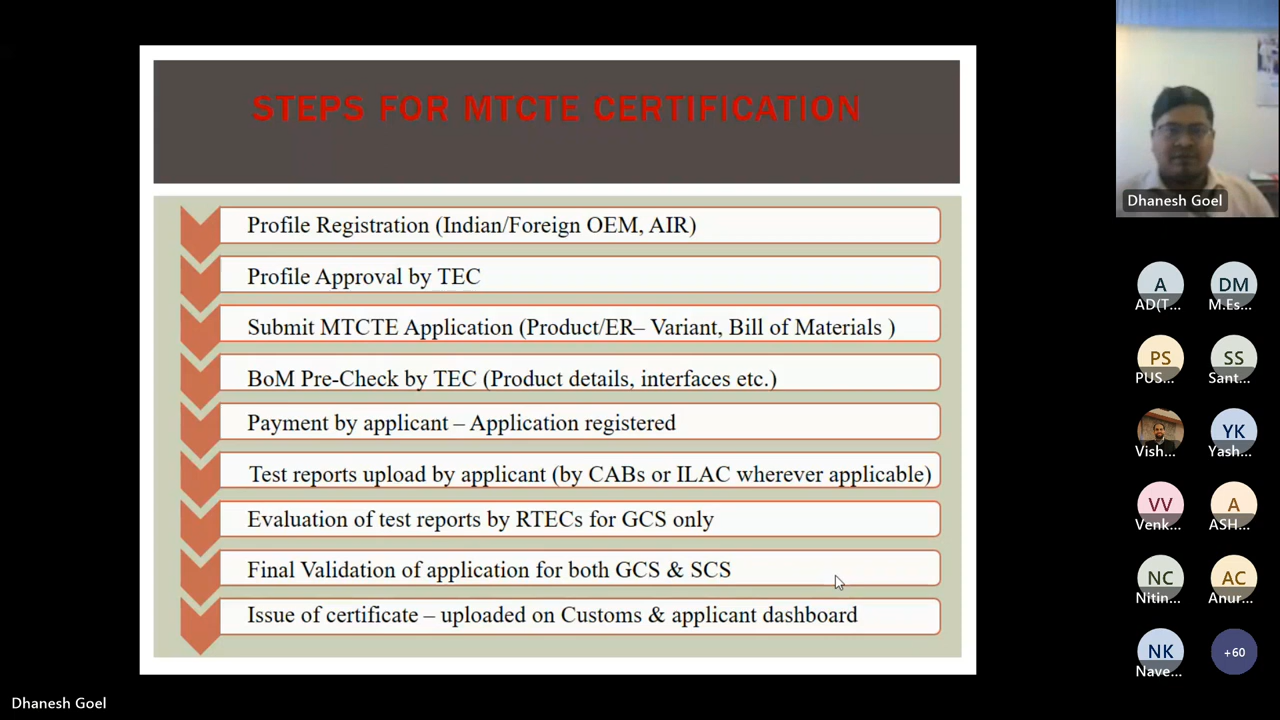 STEPS FOR MTCTE CERTIFICATION
Profile Registration (Indian/Foreign OEM, AIR)
Profile Approval by TEC
Submit MTCTE Application (Product/ER– Variant, Bill of Materials )
BoM Pre-Check by TEC (Product details, interfaces etc.)
Payment by applicant – Application registered
Test reports upload by applicant (by CABs or ILAC wherever applicable)
Evaluation of test reports by RTECs for GCS only
Final Validation of application for both GCS & SCS
Issue of certificate – uploaded on Customs & applicant dashboard
Dhanesh Goel
A DM
AD(T... M.Es...
PS SS
PUS... Sant...
YK
Vish... Yash...
VV A
Venk... ASH...
NC AC
Nitin... Anur...
NK +60
Nave...
Dhanesh Goel